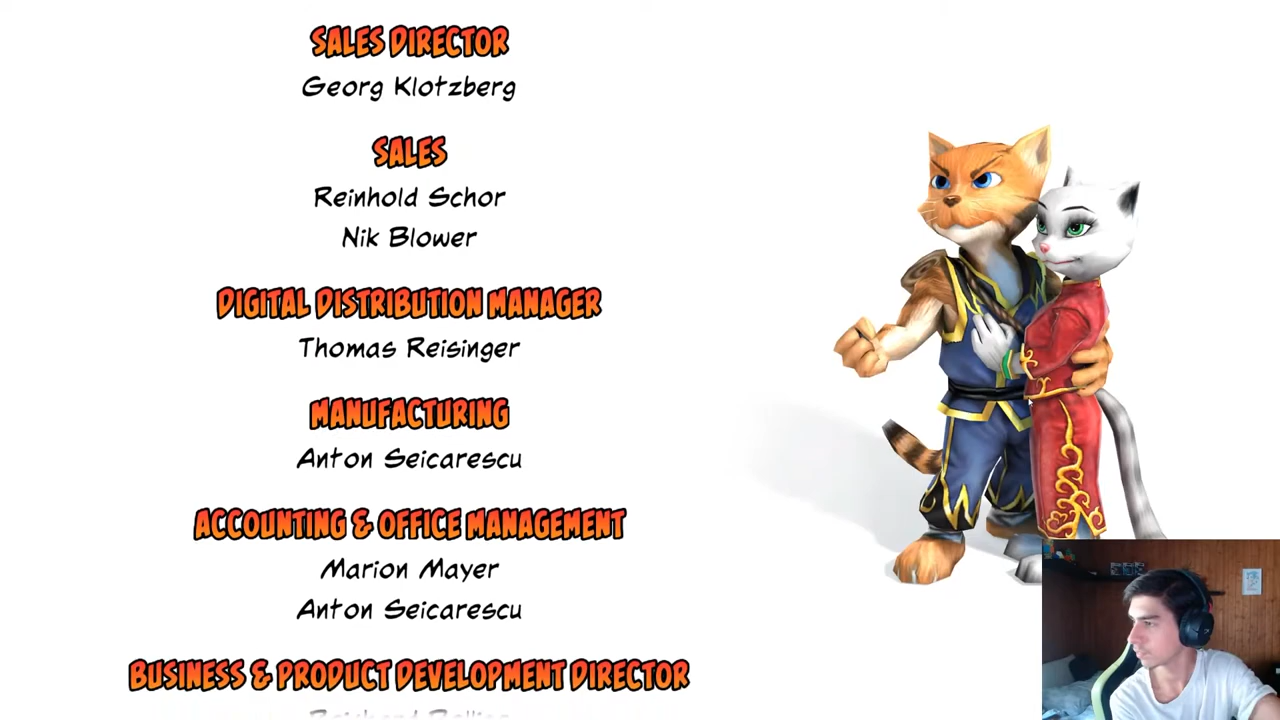 SALES DIRECTOR
Georg Klotzberg
SALES
Reinhold Schor
Nik Blower
DIGITAL DISTRIBUTION MANAGER
Thomas Reisinger
MANUFACTURING
Anton Seicarescu
ACCOUNTING & OFFICE MANAGEMENT
Marion Mayer
Anton Seicarescu
BUSINESS & PRODUCT DEVELOPMENT DIRECTOR